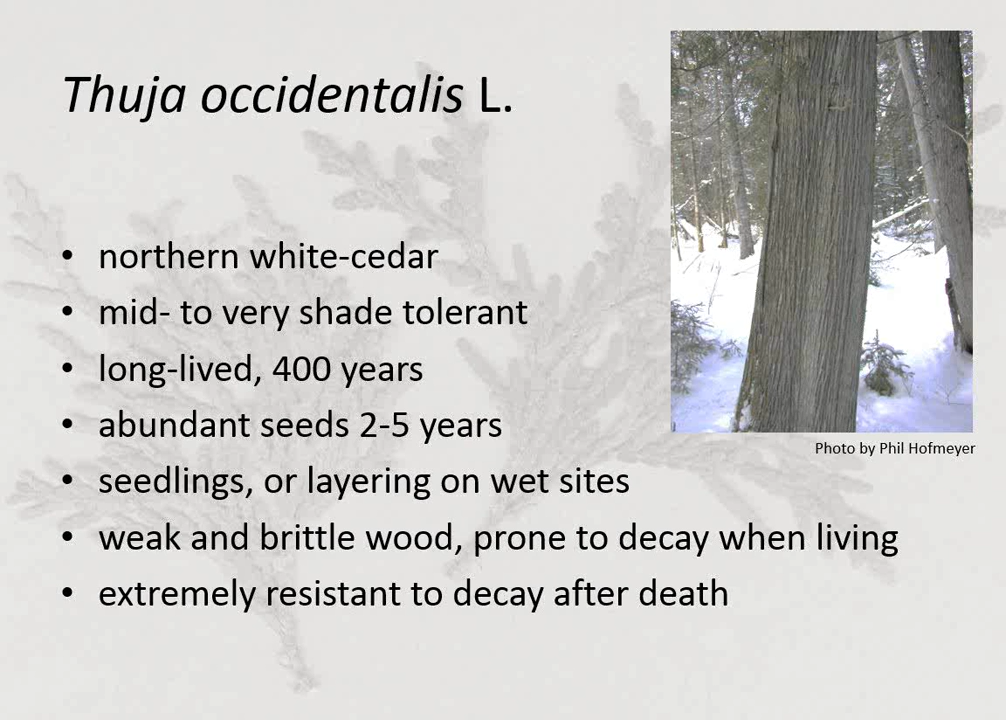 Thuja occidentalis L.
• northern white-cedar
• mid- to very shade tolerant
• long-lived, 400 years
• abundant seeds 2-5 years
• seedlings, or layering on wet sites
• weak and brittle wood, prone to decay when living
• extremely resistant to decay after death
Photo by Phil Hofmeyer